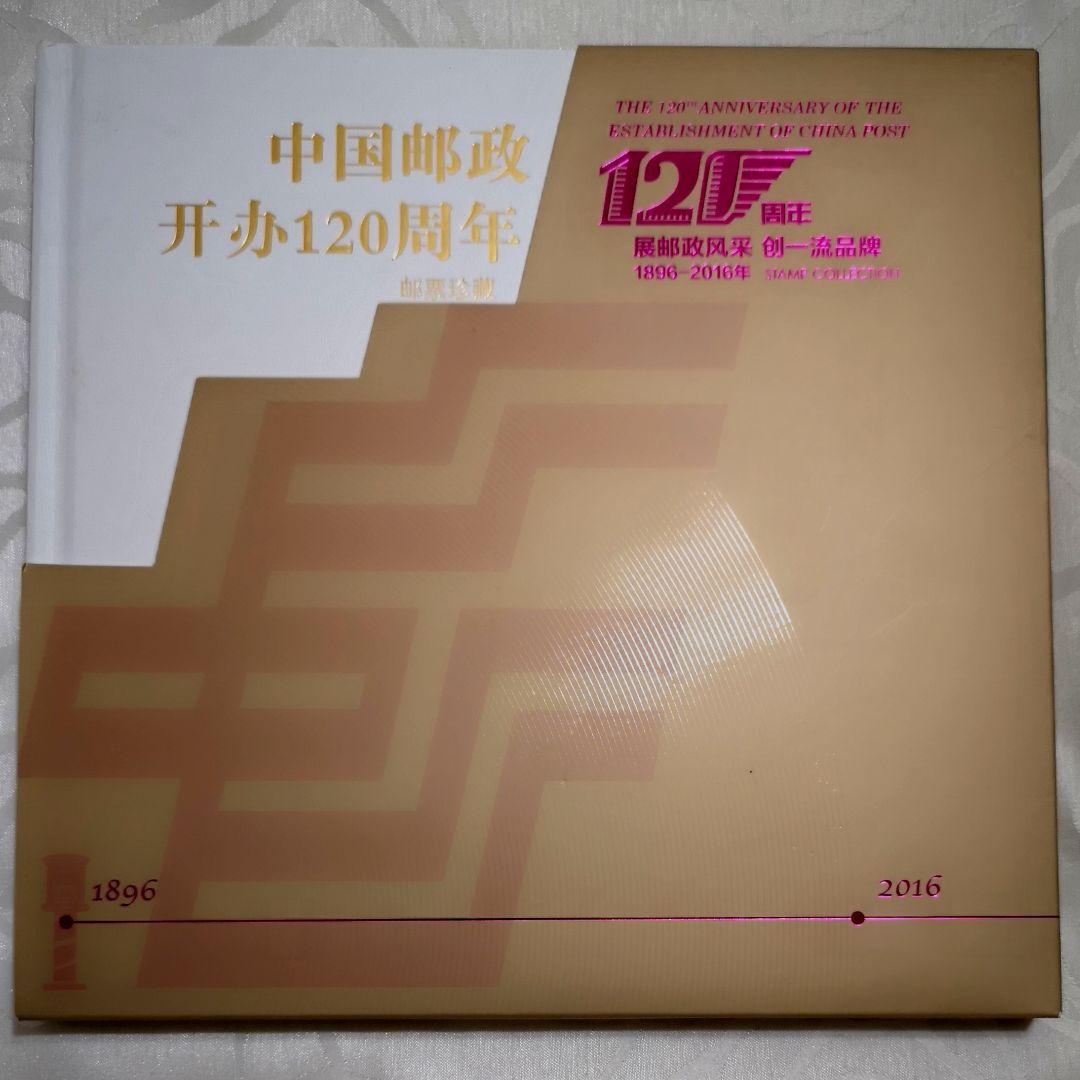 中国邮政
开办120周年
邮票珍藏
THE 120TH ANNIVERSARY OF THE
ESTABLISHMENT OF CHINA POST
120周年
展邮政风采 创一流品牌
1896-2016年 STAMP COLLECTION
1896
2016